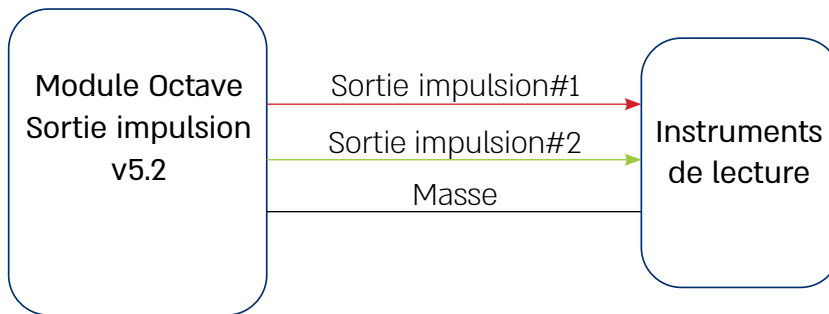 Module Octave
Sortie impulsion
v5.2
Sortie impulsion#1
Sortie impulsion#2
Masse
Instruments
de lecture